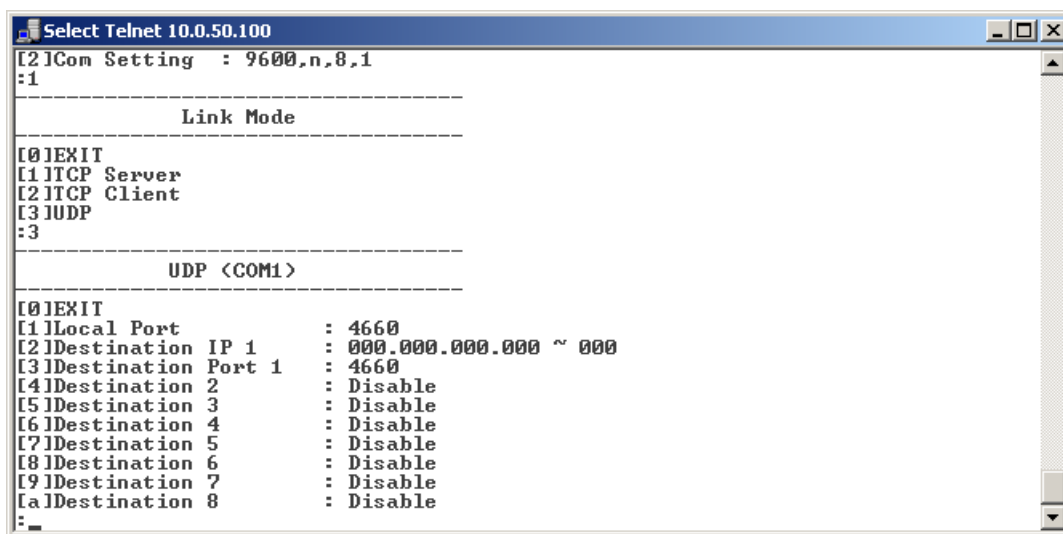 Select Telnet 10.0.50.100
[2]Com Setting  : 9600,n,8,1
:1
------------------------------------
Link Mode
------------------------------------
[0]EXIT
[1]TCP Server
[2]TCP Client
[3]UDP
:3
------------------------------------
UDP (COM1)
------------------------------------
[0]EXIT
[1]Local Port            : 4660
[2]Destination IP 1      : 000.000.000.000 ~ 000
[3]Destination Port 1    : 4660
[4]Destination 2         : Disable
[5]Destination 3         : Disable
[6]Destination 4         : Disable
[7]Destination 5         : Disable
[8]Destination 6         : Disable
[9]Destination 7         : Disable
[a]Destination 8         : Disable
:_